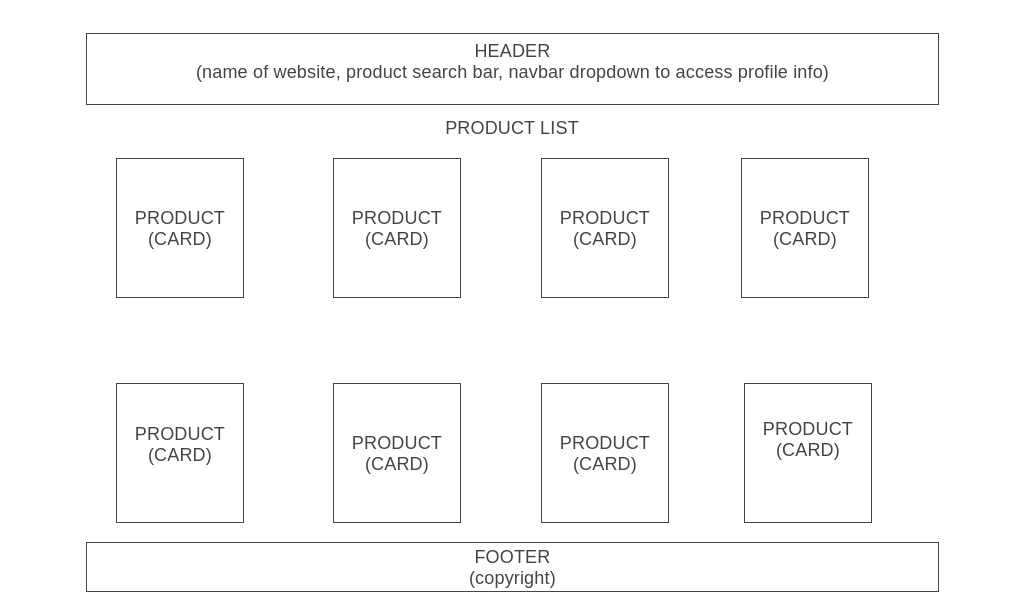 HEADER
(name of website, product search bar, navbar dropdown to access profile info)
PRODUCT LIST
PRODUCT
(CARD)
PRODUCT
(CARD)
PRODUCT
(CARD)
PRODUCT
(CARD)
PRODUCT
(CARD)
PRODUCT
(CARD)
PRODUCT
(CARD)
PRODUCT
(CARD)
FOOTER
(copyright)